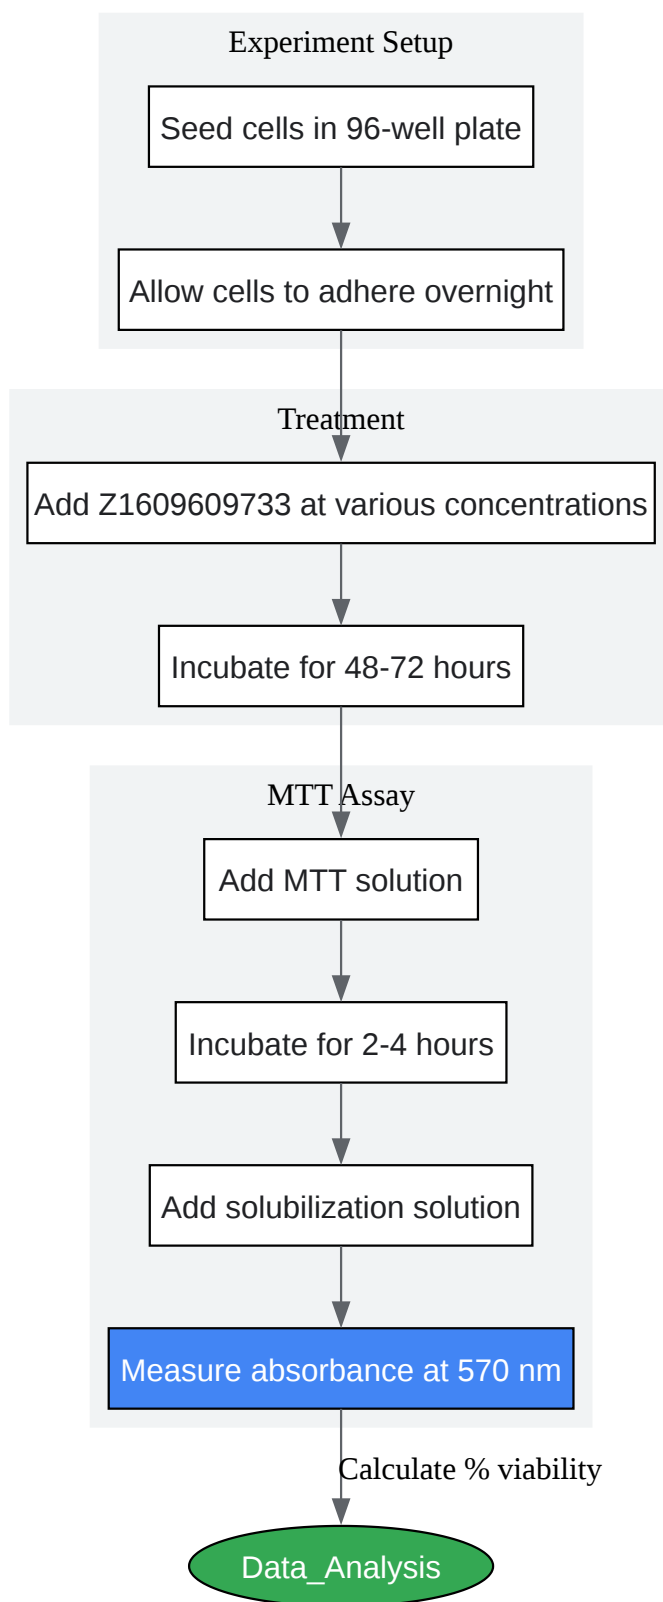 Experiment Setup
Seed cells in 96-well plate
Allow cells to adhere overnight
Treatment
Add Z1609609733 at various concentrations
Incubate for 48-72 hours
MTT Assay
Add MTT solution
Incubate for 2-4 hours
Add solubilization solution
Measure absorbance at 570 nm
Calculate % viability
Data_Analysis